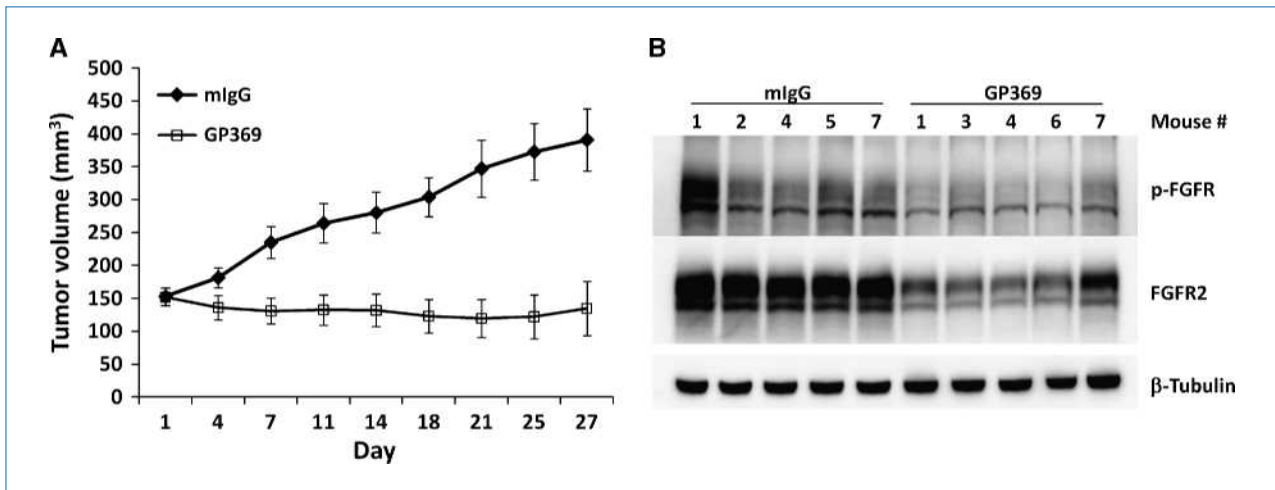 A
500
450
400
350
300
250
200
150
100
50
0
Tumor volume (mm³)
mIgG
GP369
1 4 7 11 14 18 21 25 27
Day
B
mIgG GP369
1 2 4 5 7 1 3 4 6 7 Mouse #
p-FGFR
FGFR2
β-Tubulin